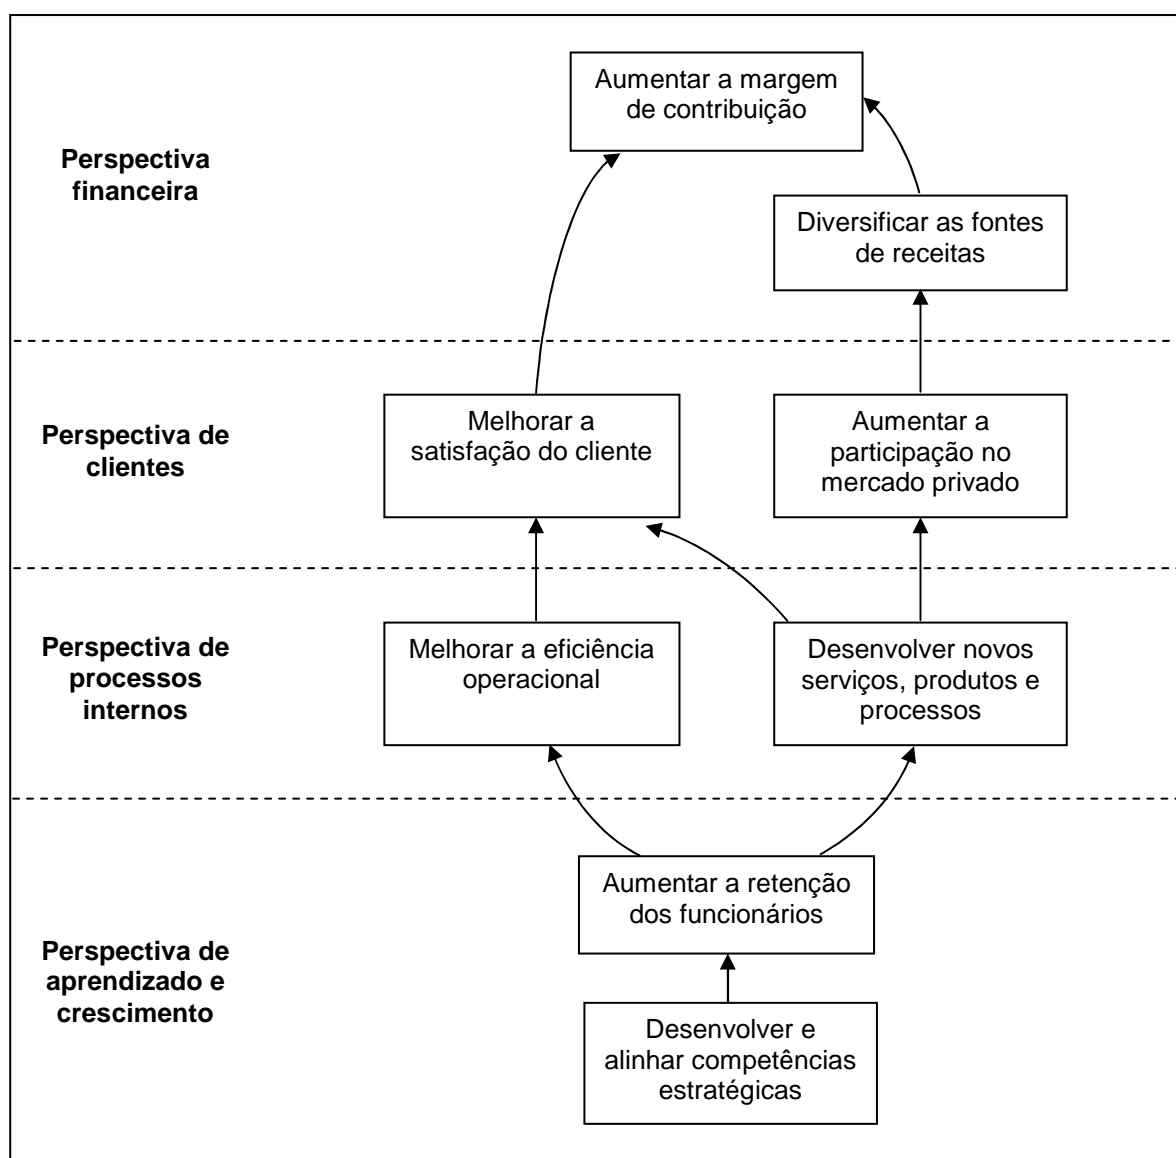 Aumentar a margem
de contribuição
Perspectiva
financeira
Diversificar as fontes
de receitas
Perspectiva de
clientes
Melhorar a
satisfação do cliente
Aumentar a
participação no
mercado privado
Perspectiva de
processos
internos
Melhorar a eficiência
operacional
Desenvolver novos
serviços, produtos e
processos
Aumentar a retenção
dos funcionários
Perspectiva de
aprendizado e
crescimento
Desenvolver e
alinhar competências
estratégicas